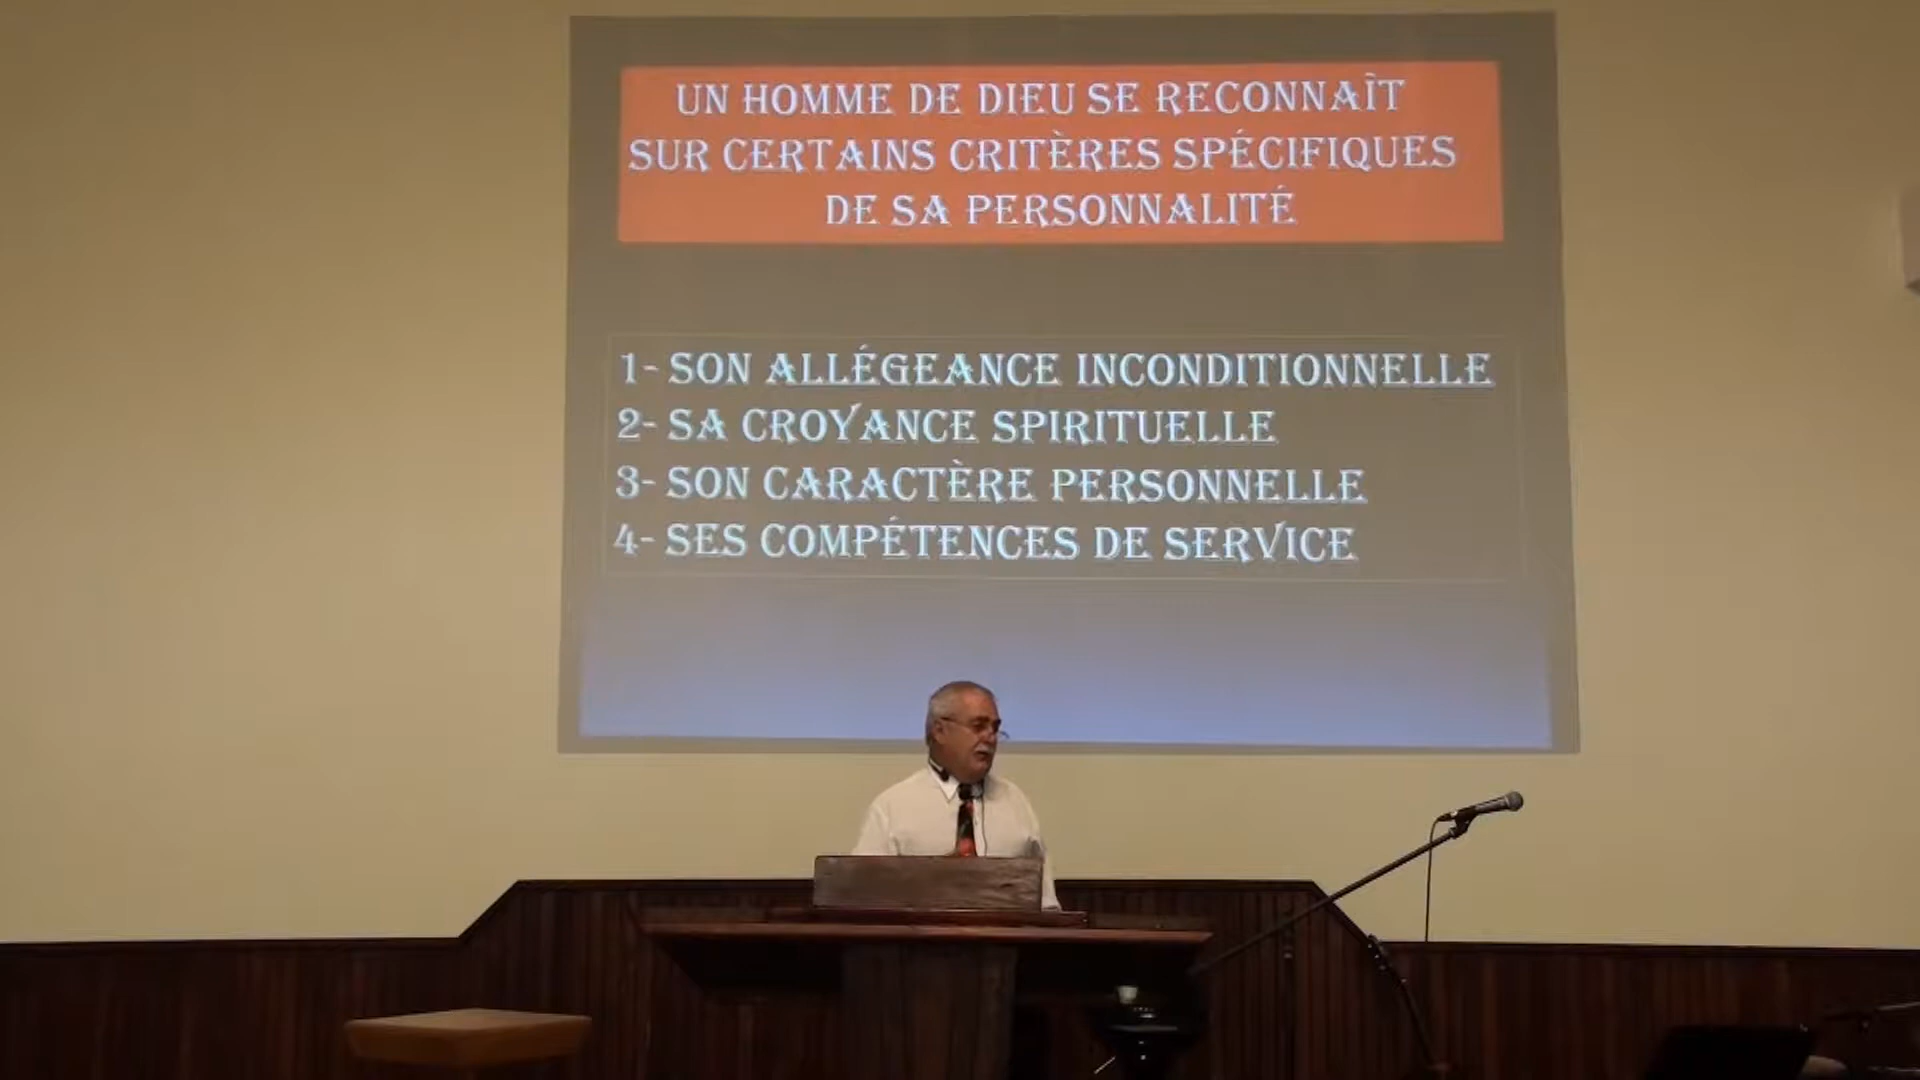 UN HOMME DE DIEU SE RECONNAÎT
SUR CERTAINS CRITÈRES SPÉCIFIQUES
DE SA PERSONNALITÉ
1- SON ALLÉGEANCE INCONDITIONNELLE
2- SA CROYANCE SPIRITUELLE
3- SON CARACTÈRE PERSONNELLE
4- SES COMPÉTENCES DE SERVICE